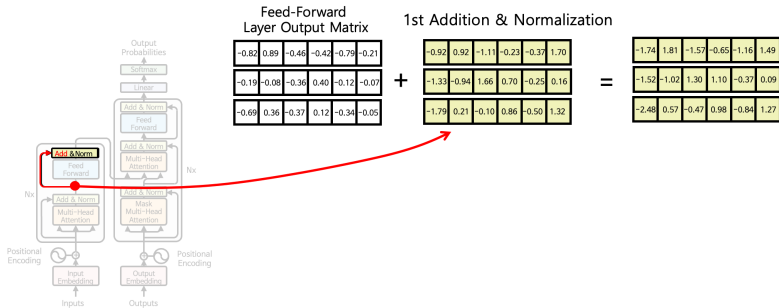 Feed-Forward
Layer Output Matrix
1st Addition & Normalization
-0.82 0.89 -0.46 -0.42 -0.79 -0.21
-0.19 -0.08 -0.36 0.40 -0.12 -0.07
-0.69 0.36 -0.37 0.12 -0.34 -0.05
+
-0.92 0.92 -1.11 -0.23 -0.37 1.70
-1.33 -0.94 1.66 0.70 -0.25 0.16
-1.79 0.21 -0.10 0.86 -0.50 1.32
=
-1.74 1.81 -1.57 -0.65 -1.16 1.49
-1.52 -1.02 1.30 1.10 -0.37 0.09
-2.48 0.57 -0.47 0.98 -0.84 1.27
Output
Probabilities
Softmax
Linear
Add & Norm
Feed
Forward
Add & Norm
Multi-Head
Attention
Nx
Add & Norm
Mask
Multi-Head
Attention
Add & Norm
Feed
Forward
Nx
Add & Norm
Multi-Head
Attention
Positional
Encoding
Positional
Encoding
Input
Embedding
Output
Embedding
Inputs
Outputs